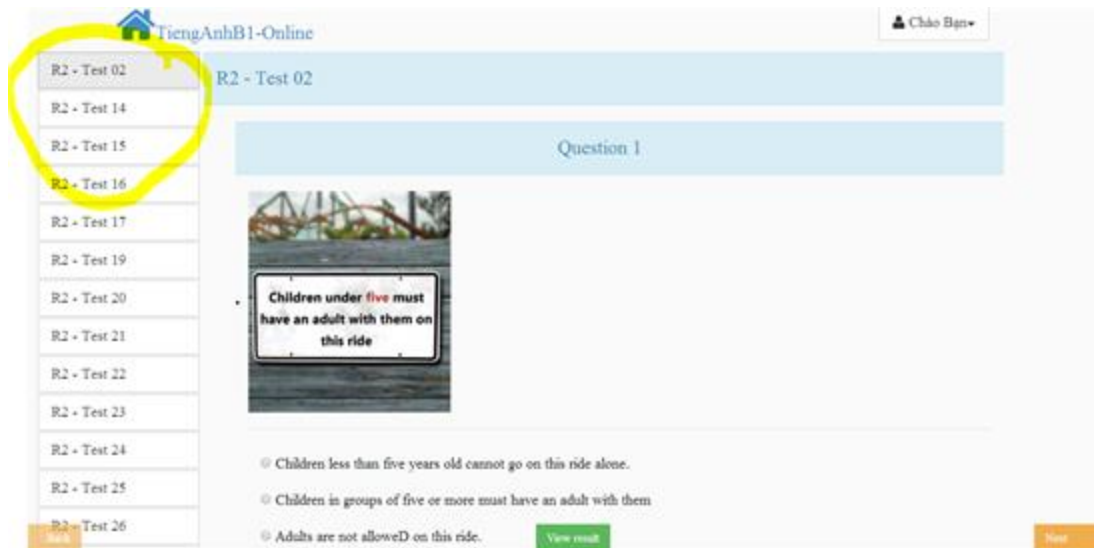 TiengAnhB1-Online
Chào Bạn
R2 - Test 02
R2 - Test 14
R2 - Test 15
R2 - Test 16
R2 - Test 17
R2 - Test 19
R2 - Test 20
R2 - Test 21
R2 - Test 22
R2 - Test 23
R2 - Test 24
R2 - Test 25
R2 - Test 26
Back
R2 - Test 02
Question 1
Children under five must
have an adult with them on
this ride
Children less than five years old cannot go on this ride alone.
Children in groups of five or more must have an adult with them
Adults are not alloweD on this ride.
View result
Next